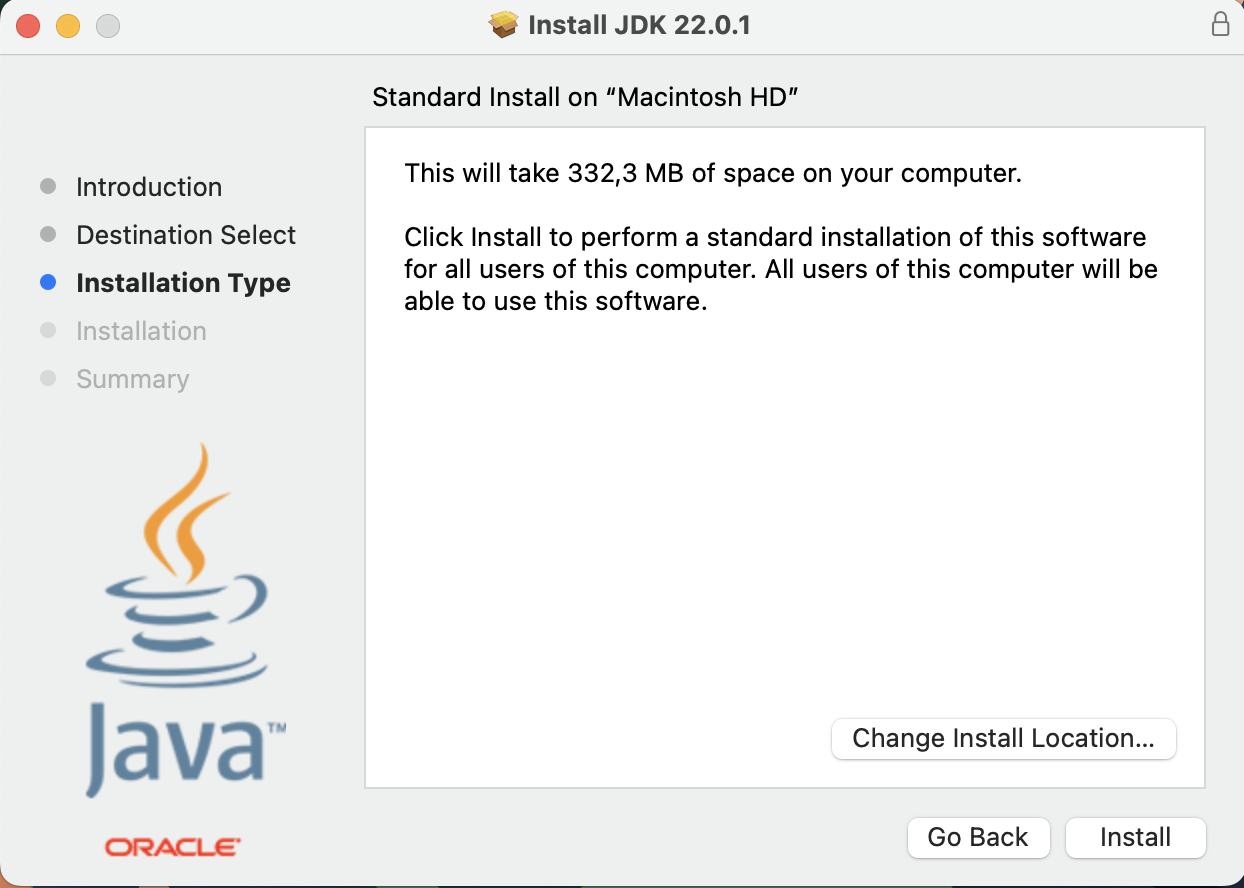 Install JDK 22.0.1
Standard Install on “Macintosh HD”
Introduction
Destination Select
Installation Type
Installation
Summary
This will take 332,3 MB of space on your computer.
Click Install to perform a standard installation of this software
for all users of this computer. All users of this computer will be
able to use this software.
Java™
ORACLE
Change Install Location...
Go Back
Install